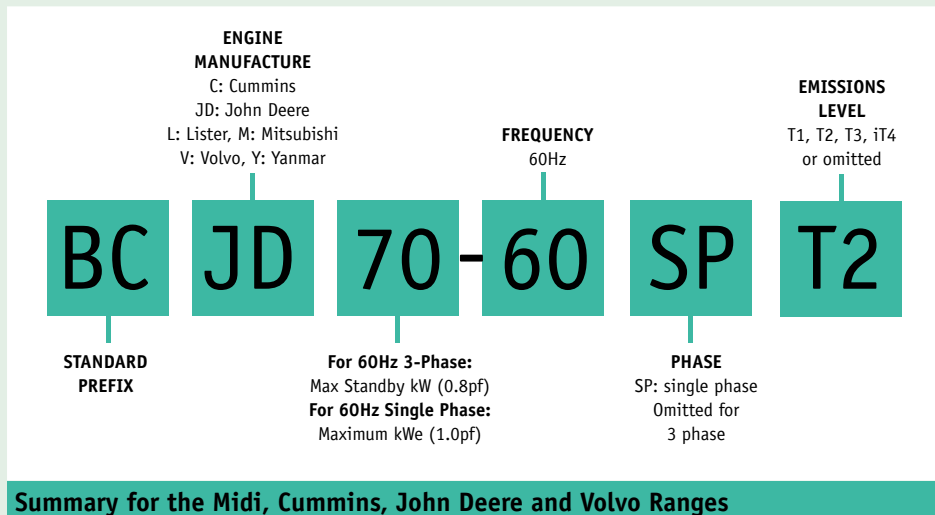 ENGINE
MANUFACTURE
C: Cummins
JD: John Deere
L: Lister, M: Mitsubishi
V: Volvo, Y: Yanmar
FREQUENCY
60Hz
EMISSIONS
LEVEL
T1, T2, T3, iT4
or omitted
BC JD 70-60 SP T2
STANDARD
PREFIX
For 60Hz 3-Phase:
Max Standby kW (0.8pf)
For 60Hz Single Phase:
Maximum kWe (1.0pf)
PHASE
SP: single phase
Omitted for
3 phase
Summary for the Midi, Cummins, John Deere and Volvo Ranges